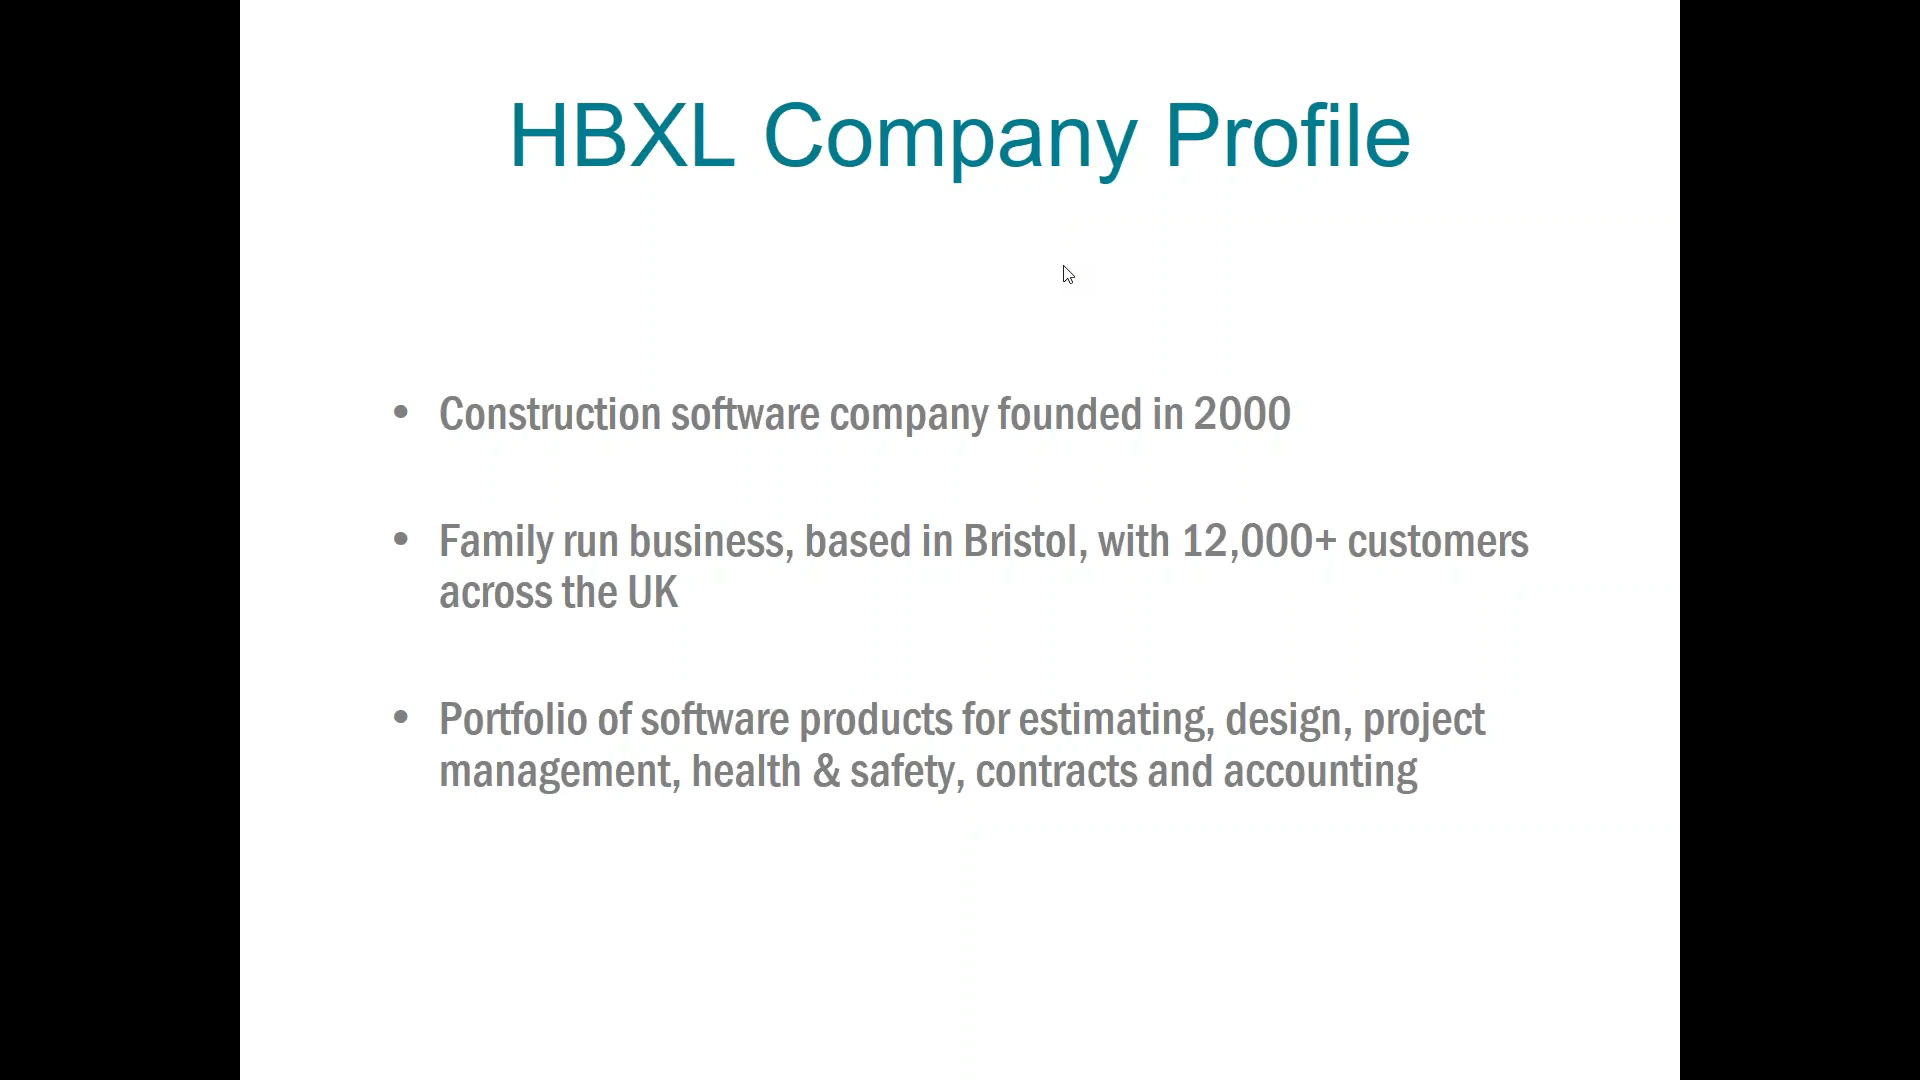 HBXL Company Profile
• Construction software company founded in 2000
• Family run business, based in Bristol, with 12,000+ customers
across the UK
• Portfolio of software products for estimating, design, project
management, health & safety, contracts and accounting